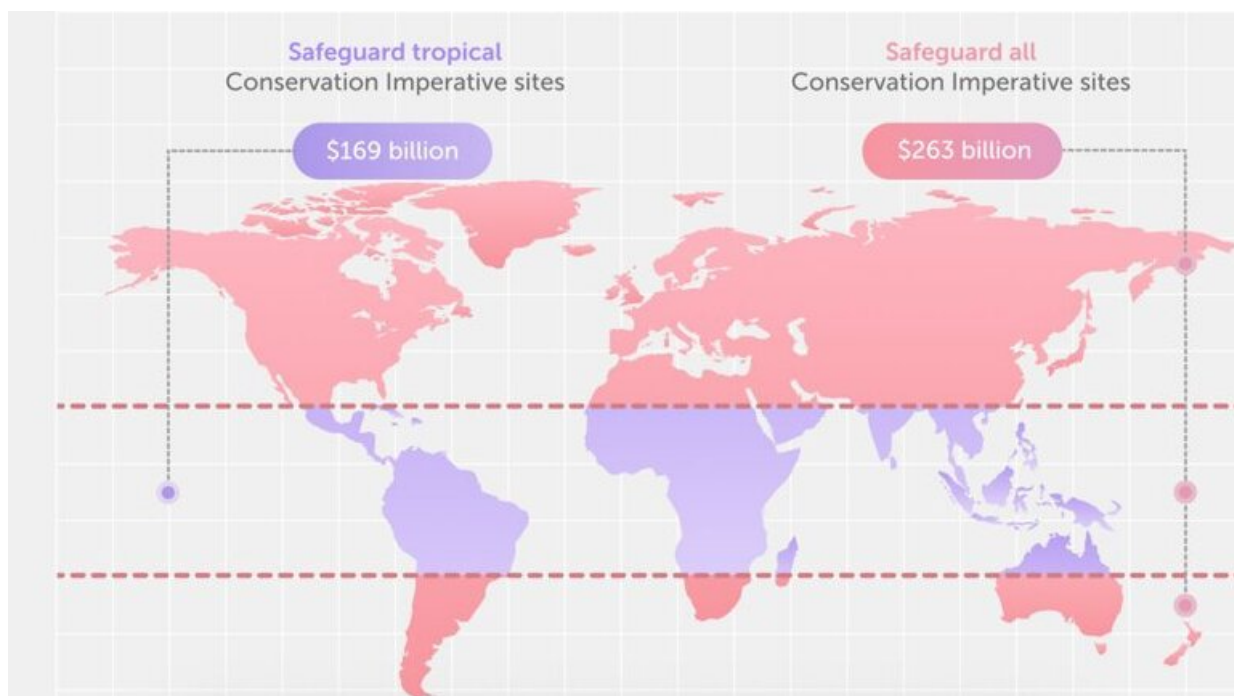 Safeguard tropical
Conservation Imperative sites
$169 billion
Safeguard all
Conservation Imperative sites
$263 billion